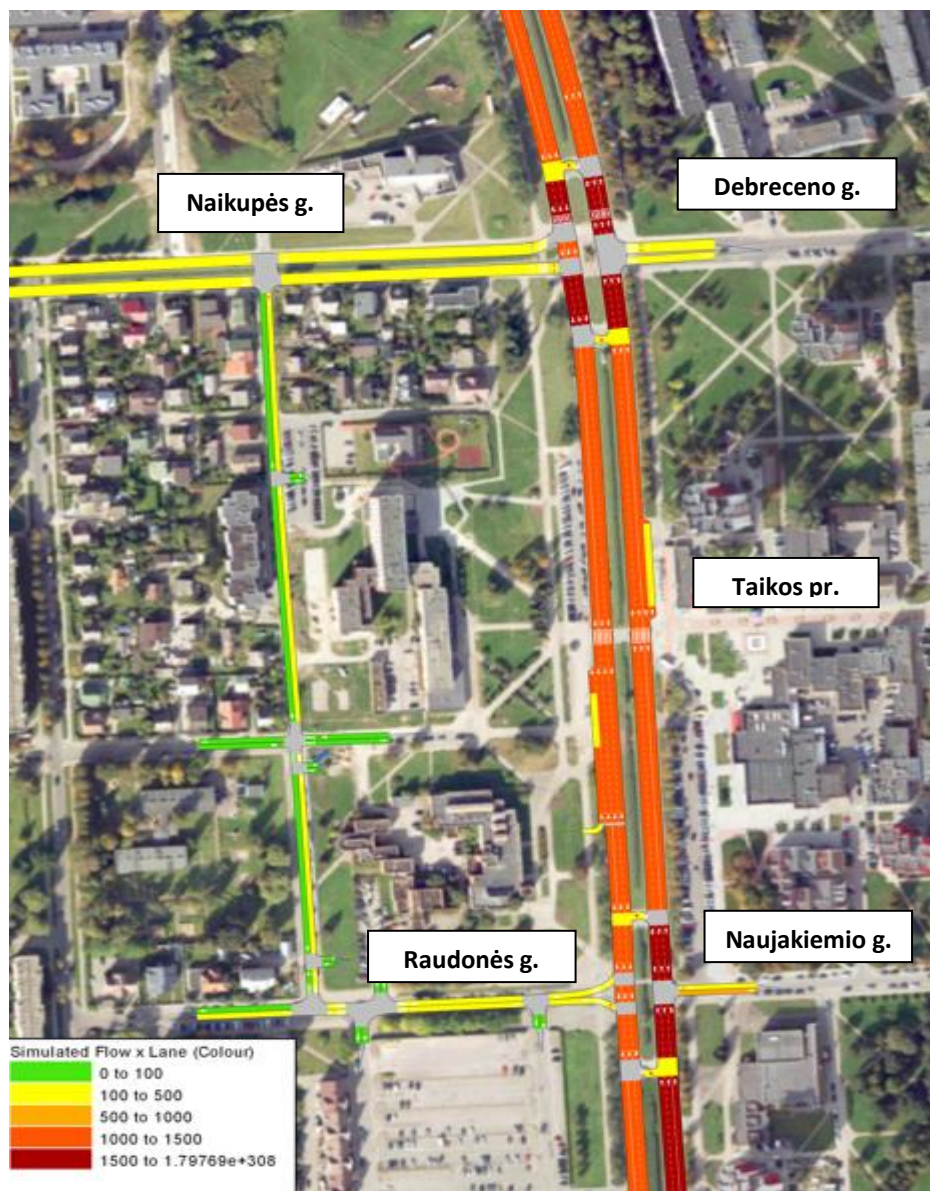 Naikupės g.
Debreceno g.
Taikos pr.
Raudonės g.
Naujakiemio g.
Simulated Flow x Lane (Colour)
0 to 100
100 to 500
500 to 1000
1000 to 1500
1500 to 1.79769e+308